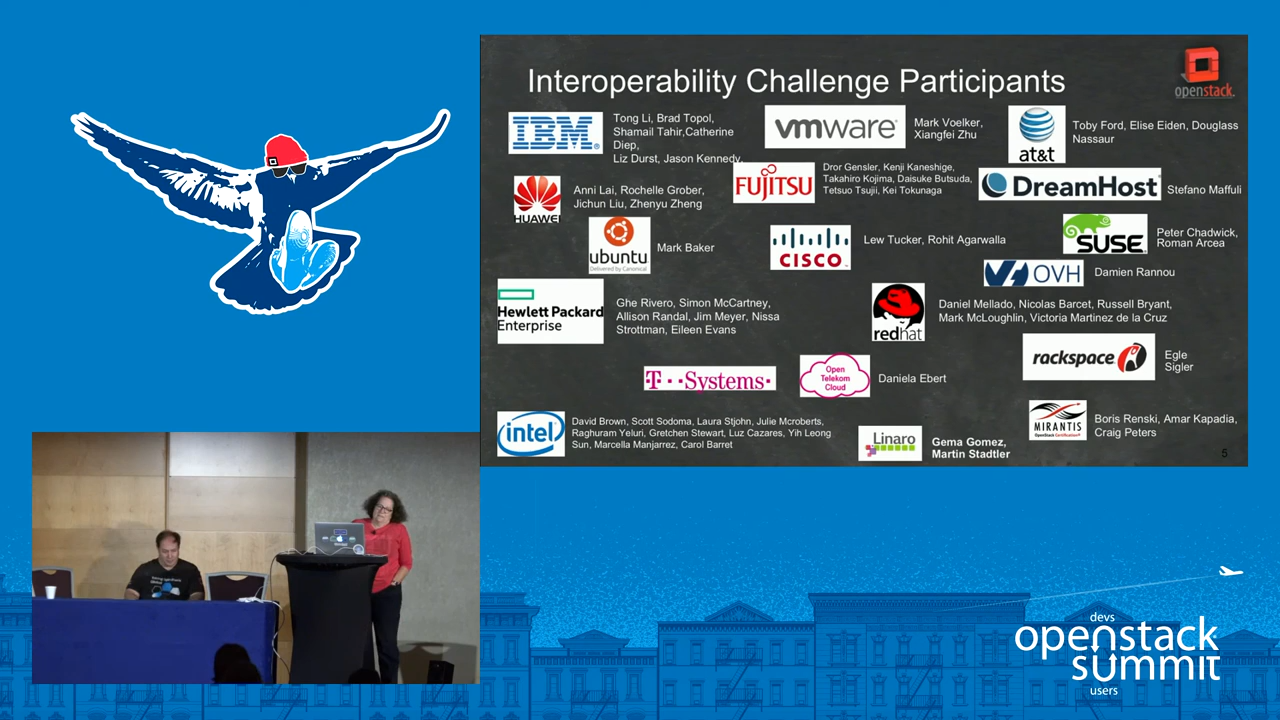 Interoperability Challenge Participants
openstack.
IBM
Tong Li, Brad Topol,
Shamail Tahir,Catherine
Diep,
Liz Durst, Jason Kennedy,
vmware
Mark Voelker,
Xiangfei Zhu
at&t
Toby Ford, Elise Eiden, Douglass
Nassaur
HUAWEI
Anni Lai, Rochelle Grober,
Jichun Liu, Zhenyu Zheng
FUJITSU
Dror Gensler, Kenji Kaneshige,
Takahiro Kojima, Daisuke Butsuda,
Tetsuo Tsujii, Kei Tokunaga
DreamHost
Stefano Maffuli
ubuntu
Delivered by Canonical
Mark Baker
CISCO
Lew Tucker, Rohit Agarwalla
SUSE
Peter Chadwick,
Roman Arcea
OVH
Damien Rannou
Hewlett Packard
Enterprise
Ghe Rivero, Simon McCartney,
Allison Randal, Jim Meyer, Nissa
Strottman, Eileen Evans
redhat
Daniel Mellado, Nicolas Barcet, Russell Bryant,
Mark McLoughlin, Victoria Martinez de la Cruz
rackspace
Egle
Sigler
T··Systems·
Open
Telekom
Cloud
Daniela Ebert
intel
David Brown, Scott Sodoma, Laura Stjohn, Julie Mcroberts,
Raghuram Yeluri, Gretchen Stewart, Luz Cazares, Yih Leong
Sun, Marcella Manjarrez, Carol Barret
Linaro
Gema Gomez,
Martin Stadtler
MIRANTIS
OpenStack Certification
Boris Renski, Amar Kapadia,
Craig Peters
5
devs
openstack
summit
users